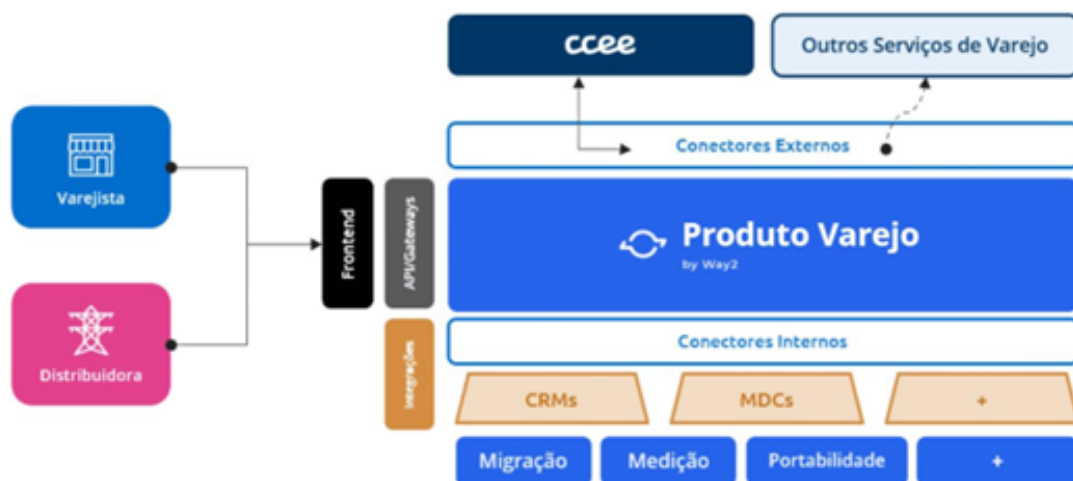 ccee
Outros Serviços de Varejo
Conectores Externos
Varejista
Frontend
API/Gateways
Produto Varejo
by Way2
Distribuidora
Integrações
Conectores Internos
CRMs
MDCs
+
Migração
Medição
Portabilidade
+